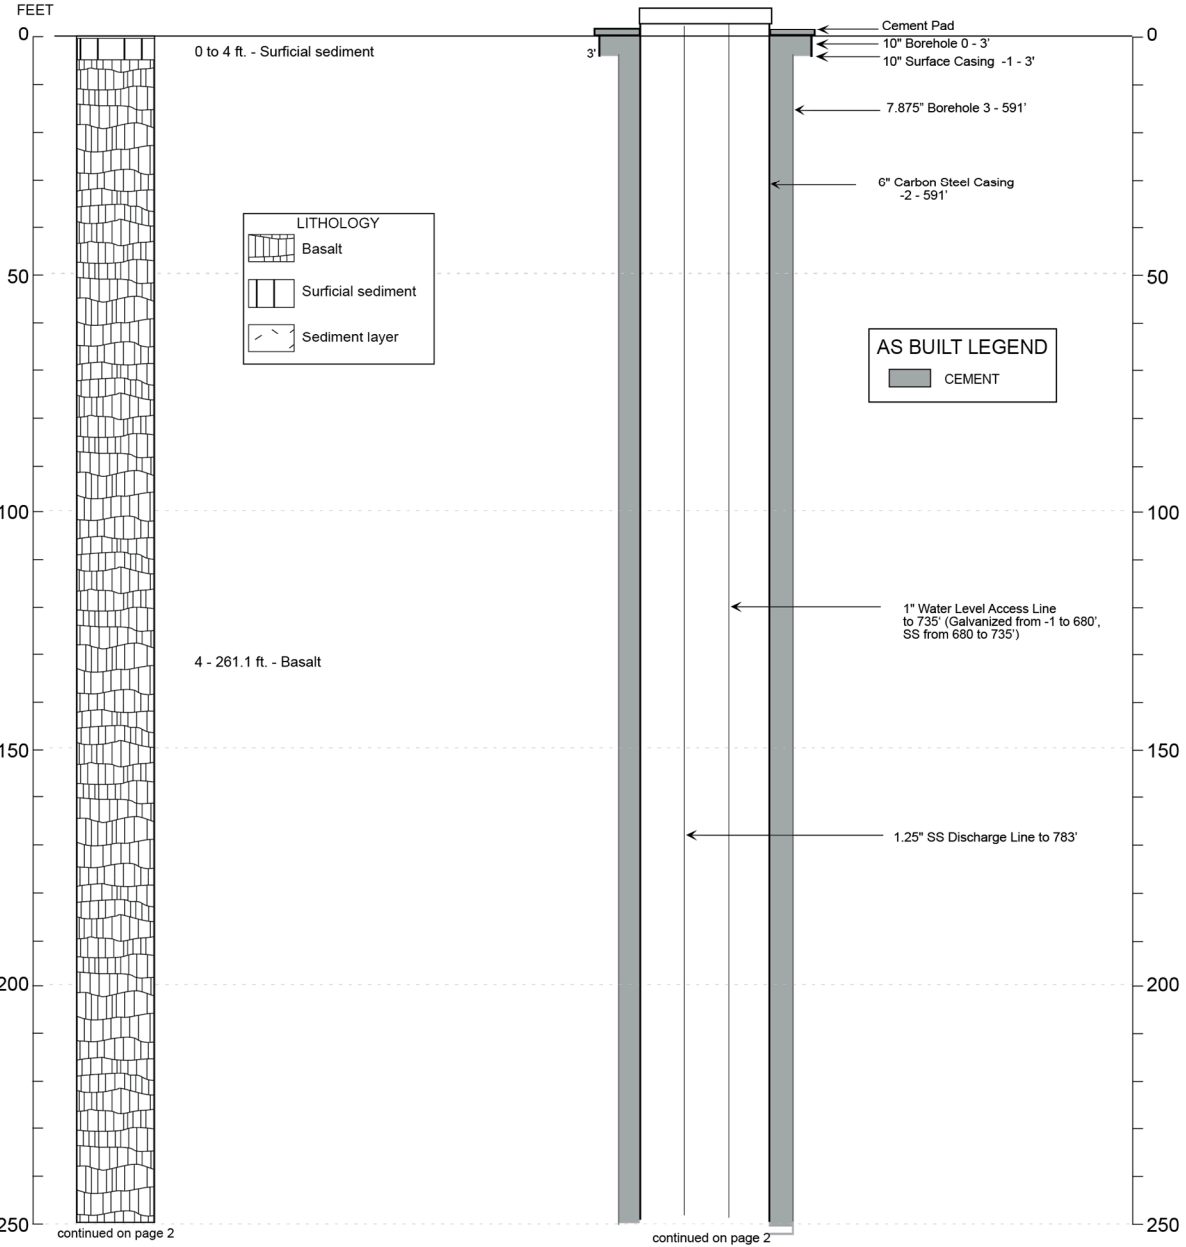 FEET
0
0 to 4 ft. - Surficial sediment
3'
Cement Pad
0
10" Borehole 0 - 3'
10" Surface Casing -1 - 3'
7.875" Borehole 3 - 591'
6" Carbon Steel Casing
-2 - 591'
LITHOLOGY
Basalt
Surficial sediment
Sediment layer
50
50
AS BUILT LEGEND
CEMENT
100
100
1" Water Level Access Line
to 735' (Galvanized from -1 to 680',
SS from 680 to 735')
4 - 261.1 ft. - Basalt
150
150
1.25" SS Discharge Line to 783'
200
200
250
250
continued on page 2
continued on page 2